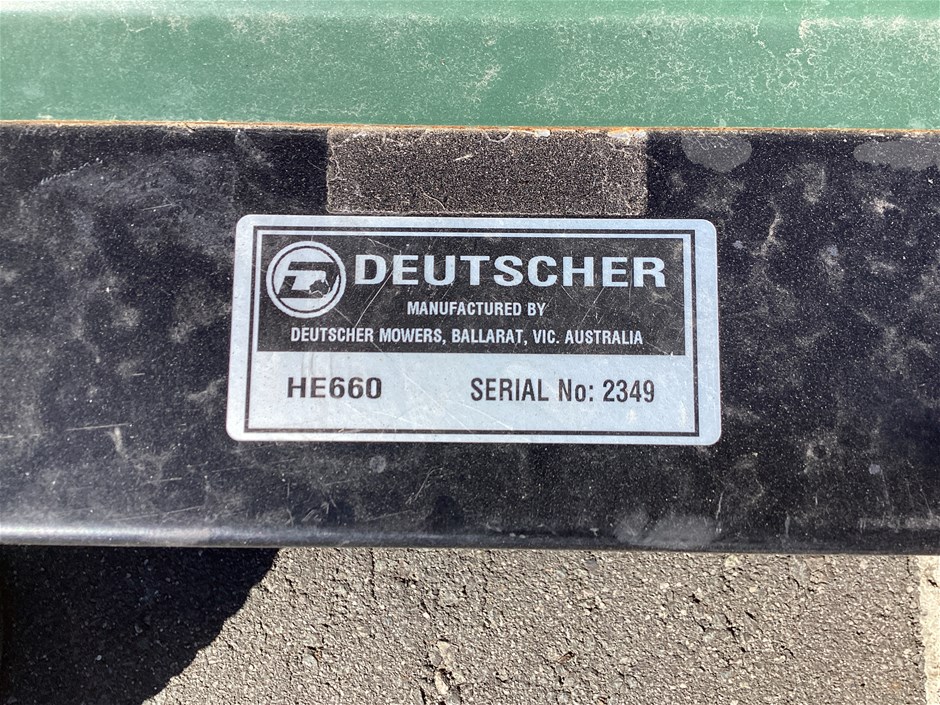 DEUTSCHER
MANUFACTURED BY
DEUTSCHER MOWERS, BALLARAT, VIC. AUSTRALIA
HE660 SERIAL No: 2349